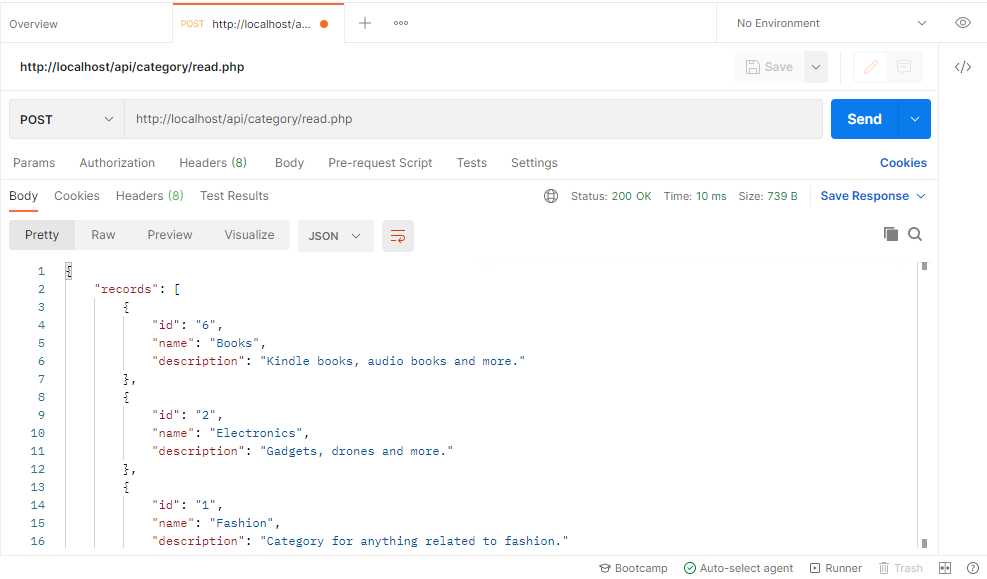 Overview
POST http://localhost/a...
No Environment
http://localhost/api/category/read.php
Save
POST
http://localhost/api/category/read.php
Send
Params Authorization Headers (8) Body Pre-request Script Tests Settings
Cookies
Body Cookies Headers (8) Test Results
Status: 200 OK Time: 10 ms Size: 739 B
Save Response
Pretty Raw Preview Visualize JSON
1 {
2 "records": [
3 {
4 "id": "6",
5 "name": "Books",
6 "description": "Kindle books, audio books and more."
7 },
8 {
9 "id": "2",
10 "name": "Electronics",
11 "description": "Gadgets, drones and more."
12 },
13 {
14 "id": "1",
15 "name": "Fashion",
16 "description": "Category for anything related to fashion."
Bootcamp Auto-select agent Runner Trash